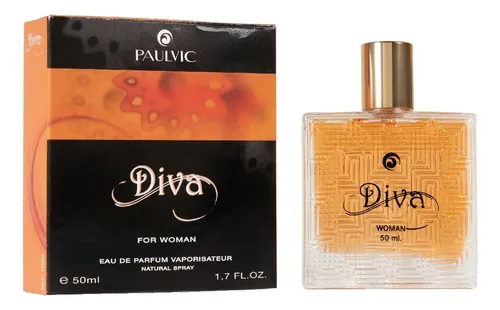 PAULVIC
Diva
FOR WOMAN
EAU DE PARFUM VAPORISATEUR
NATURAL SPRAY
℮ 50ml
1,7 FL.OZ.
Diva
Diva
WOMAN
50 ml.